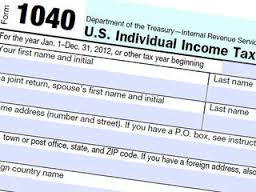 Form 1040
Department of the Treasury—Internal Revenue Servic
U.S. Individual Income Tax
For the year Jan. 1–Dec. 31, 2012, or other tax year beginning
Your first name and initial
Last name
a joint return, spouse's first name and initial
Last name
me address (number and street). If you have a P.O. box, see instruct
town or post office, state, and ZIP code. If you have a foreign address, also